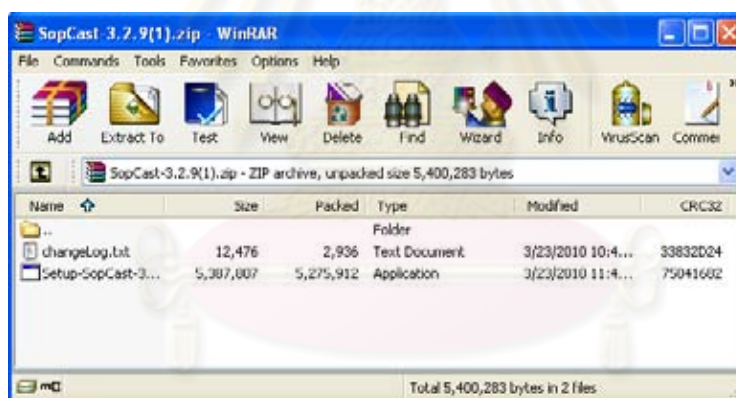 SopCast-3.2.9(1).zip - WinRAR
File Commands Tools Favorites Options Help
Add Extract To Test View Delete Find Wizard Info VirusScan Commen
SopCast-3.2.9(1).zip - ZIP archive, unpacked size 5,400,283 bytes
Name Size Packed Type Modified CRC32
.. Folder
changeLog.txt 12,476 2,936 Text Document 3/23/2010 10:4... 33832D24
Setup-SopCast-3... 5,387,807 5,275,912 Application 3/23/2010 11:4... 75041602
Total 5,400,283 bytes in 2 files